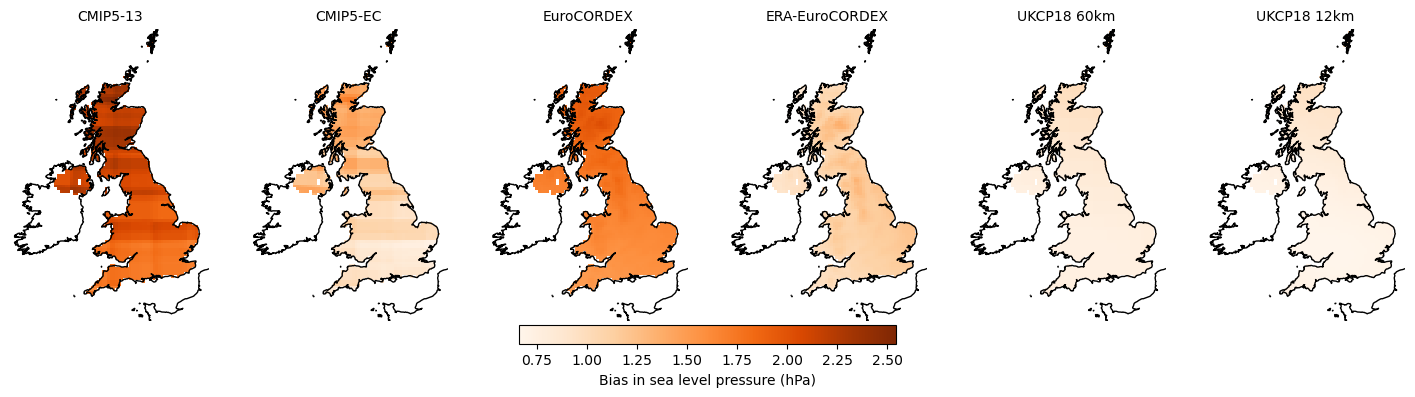 CMIP5-13 CMIP5-EC EuroCORDEX ERA-EuroCORDEX UKCP18 60km UKCP18 12km
0.75 1.00 1.25 1.50 1.75 2.00 2.25 2.50
Bias in sea level pressure (hPa)